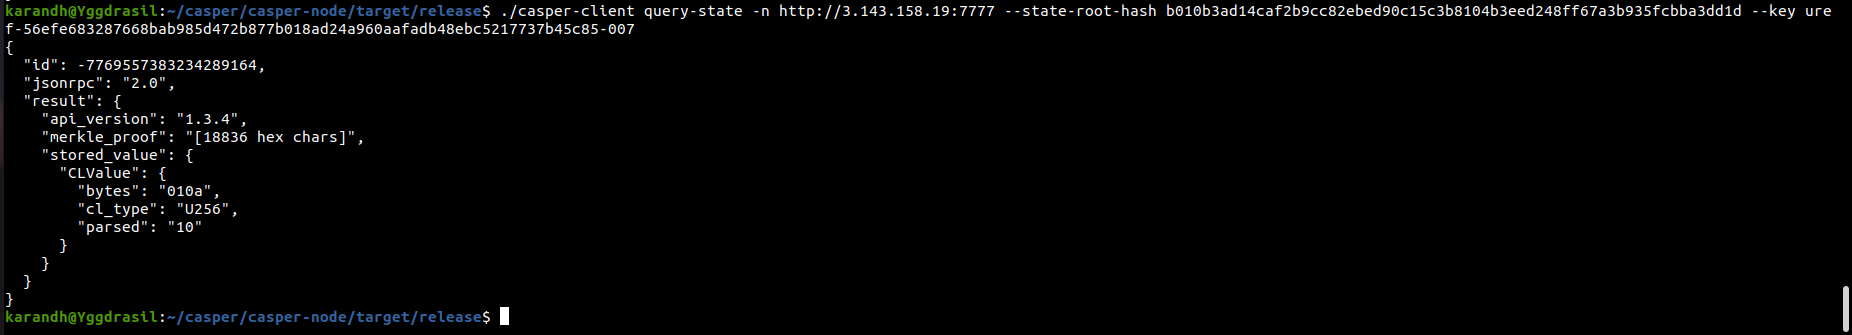 karandh@Yggdrasil:~/casper/casper-node/target/release$ ./casper-client query-state -n http://3.143.158.19:7777 --state-root-hash b010b3ad14caf2b9cc82ebed90c15c3b8104b3eed248ff67a3b935fcbba3dd1d --key ure
f-56efe683287668bab985d472b877b018ad24a960aafadb48ebc5217737b45c85-007
{
  "id": -7769557383234289164,
  "jsonrpc": "2.0",
  "result": {
    "api_version": "1.3.4",
    "merkle_proof": "[18836 hex chars]",
    "stored_value": {
      "CLValue": {
        "bytes": "010a",
        "cl_type": "U256",
        "parsed": "10"
      }
    }
  }
}
karandh@Yggdrasil:~/casper/casper-node/target/release$